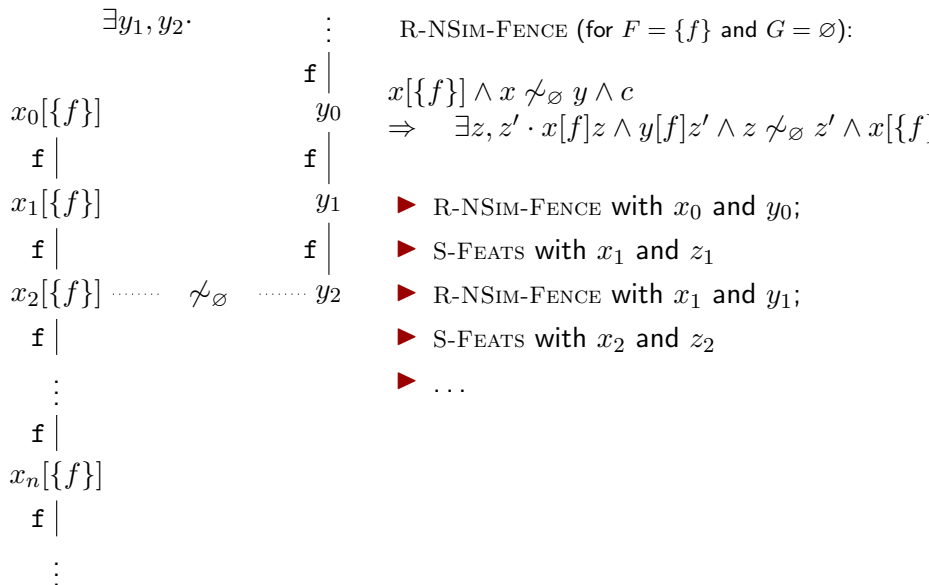 ∃y₁, y₂·
⋮
f
x₀[{f}]
y₀
f
f
x₁[{f}]
y₁
f
f
x₂[{f}] ≁∅ y₂
f
⋮
f
xₙ[{f}]
f
⋮
R-NSim-Fence (for F = {f} and G = ∅):
x[{f}] ∧ x ≁∅ y ∧ c
⇒ ∃z, z′ · x[f]z ∧ y[f]z′ ∧ z ≁∅ z′ ∧ x[{f
▶ R-NSim-Fence with x₀ and y₀;
▶ S-Feats with x₁ and z₁
▶ R-NSim-Fence with x₁ and y₁;
▶ S-Feats with x₂ and z₂
▶ . . .